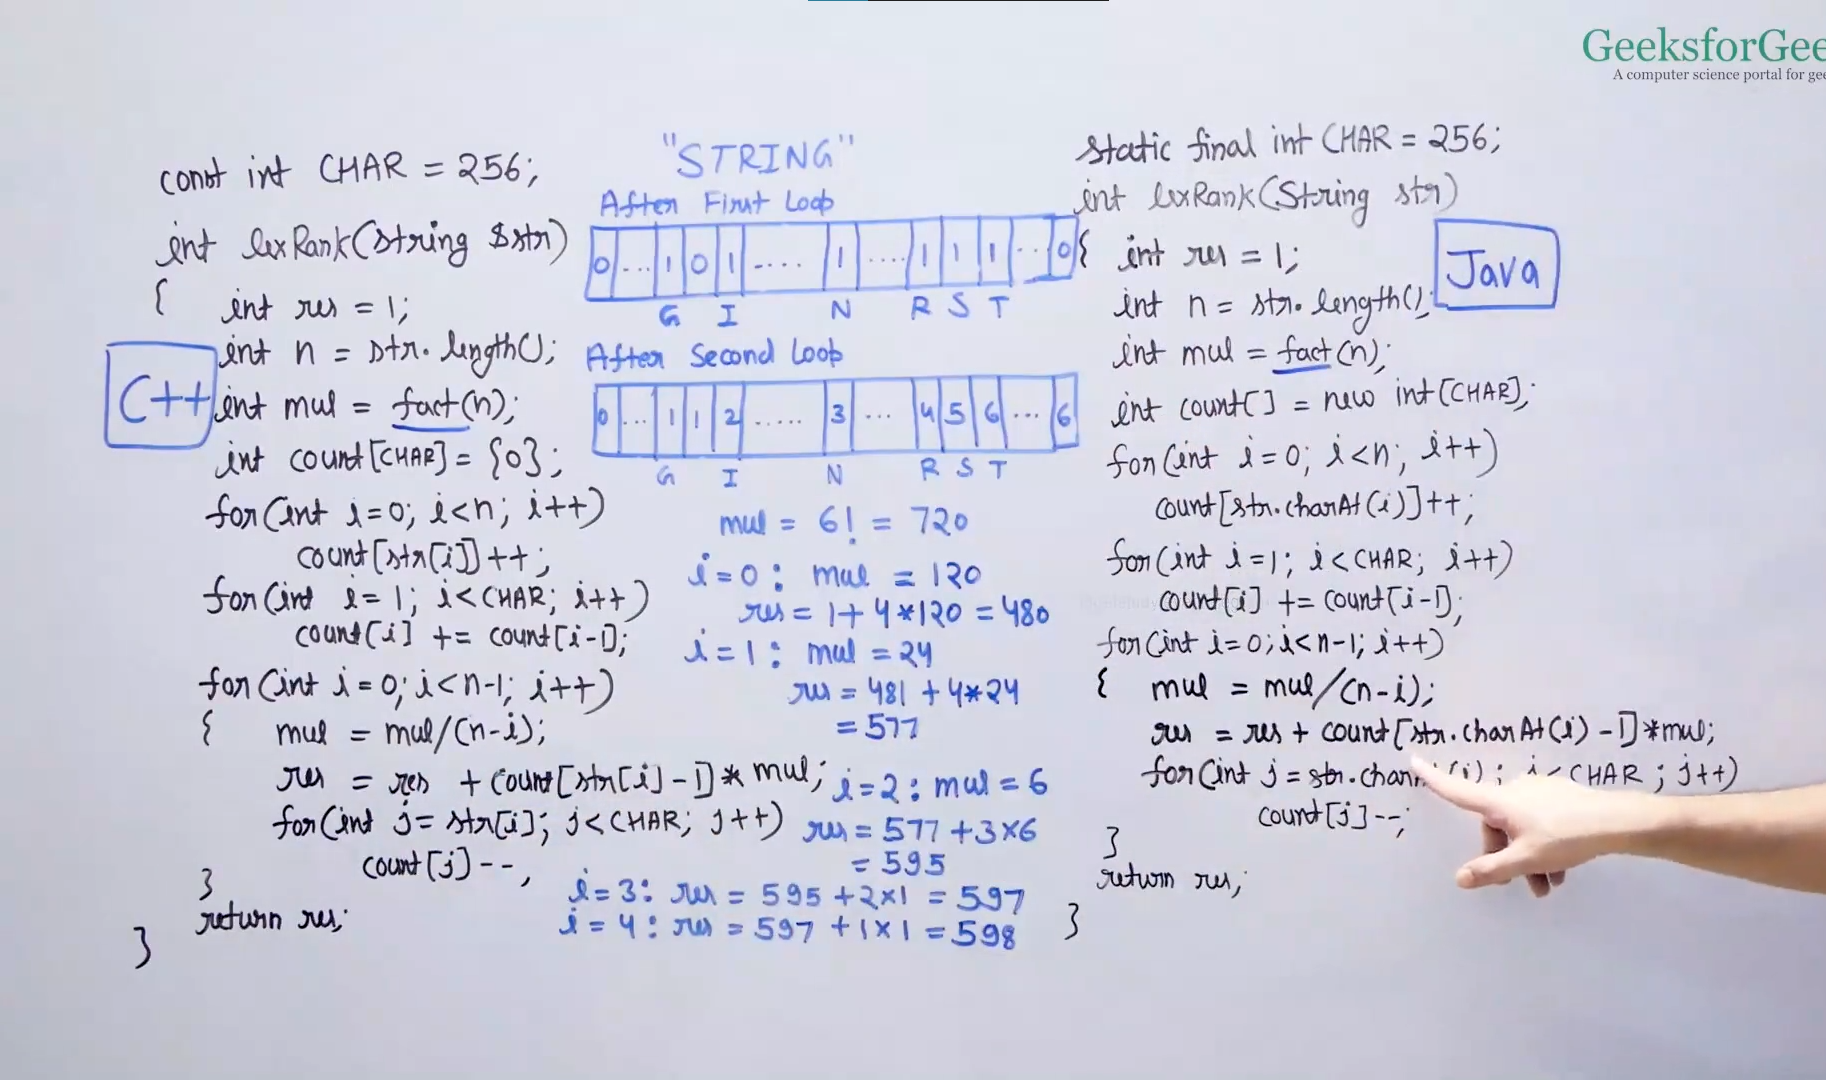 GeeksforGee
A computer science portal for gee
const int CHAR = 256;
int lexRank(string &str)
{ int res = 1;
int n = str.length();
C++
int mul = fact(n);
int count[CHAR] = {0};
for(int i=0; i<n; i++)
count[str[i]]++;
for(int i=1; i<CHAR; i++)
count[i] += count[i-1];
for(int i=0; i<n-1; i++)
{ mul = mul/(n-i);
res = res + count[str[i]-1]* mul;
for(int j= str[i]; j<CHAR; j++)
count[j]--;
}
return res;
}
"STRING"
After First Loop
0 ... 1 0 1 ..... 1 .... 1 1 1 ... 0
G I N R S T
After Second Loop
0 ... 1 1 2 ..... 3 ... 4 5 6 ... 6
G I N R S T
mul = 6! = 720
i=0: mul = 120
res = 1+4*120 = 480
i=1: mul = 24
res = 481 + 4*24
= 577
i=2: mul = 6
res = 577 + 3x6
= 595
i=3: res = 595 + 2x1 = 597
i=4: res = 597 + 1x1 = 598
static final int CHAR = 256;
int lexRank(String str)
{ int res = 1;
Java
int n = str.length();
int mul = fact(n);
int count[] = new int[CHAR];
for(int i=0; i<n; i++)
count[str.charAt(i)]++;
for(int i=1; i<CHAR; i++)
count[i] += count[i-1];
for(int i=0; i<n-1; i++)
{ mul = mul/(n-i);
res = res + count[str.charAt(i)-1]*mul;
for(int j = str.char (i); j<CHAR; j++)
count[j]--;
}
return res;
}